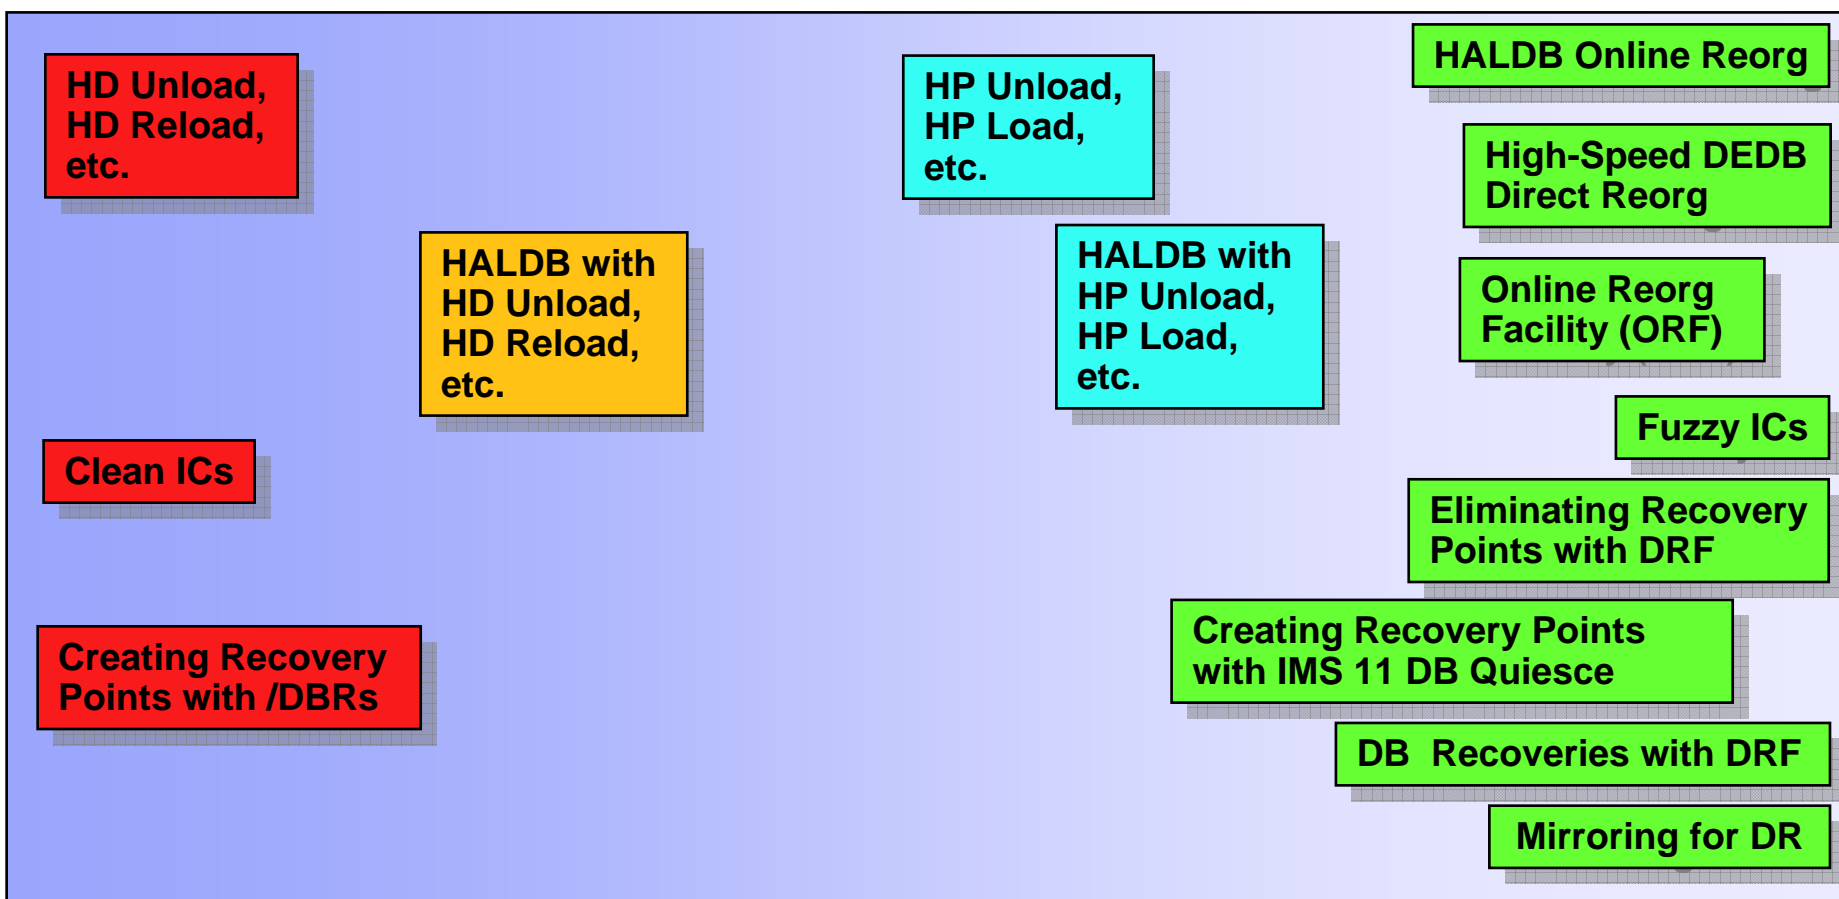 HD Unload,
HD Reload,
etc.
HALDB with
HD Unload,
HD Reload,
etc.
Clean ICs
Creating Recovery
Points with /DBRs
HP Unload,
HP Load,
etc.
HALDB with
HP Unload,
HP Load,
etc.
HALDB Online Reorg
High-Speed DEDB
Direct Reorg
Online Reorg
Facility (ORF)
Fuzzy ICs
Eliminating Recovery
Points with DRF
Creating Recovery Points
with IMS 11 DB Quiesce
DB  Recoveries with DRF
Mirroring for DR